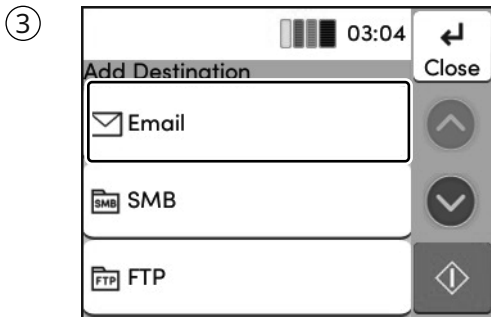 ③
03:04
Close
Add Destination
Email
SMB SMB
FTP FTP